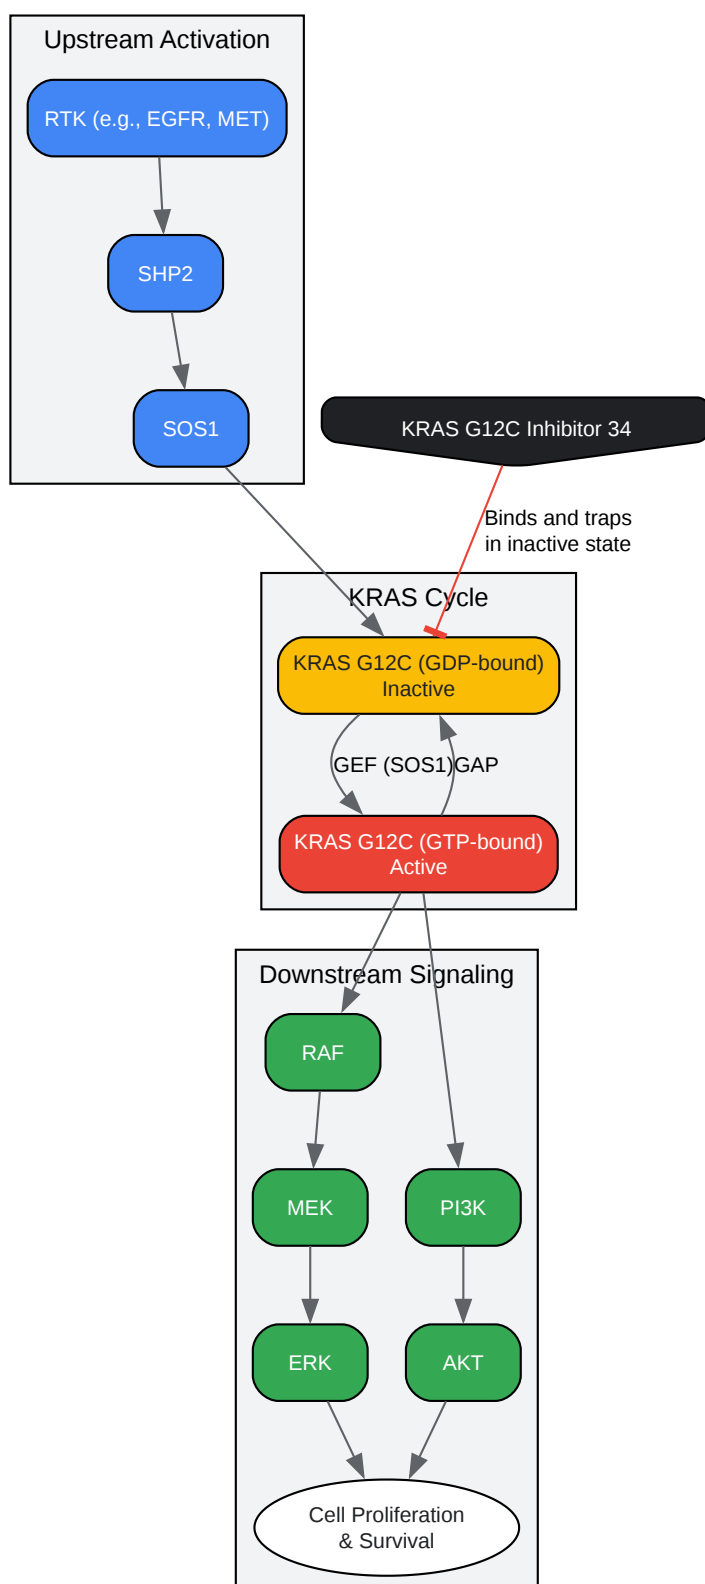 Upstream Activation
RTK (e.g., EGFR, MET)
SHP2
SOS1
KRAS G12C Inhibitor 34
Binds and traps
in inactive state
KRAS Cycle
KRAS G12C (GDP-bound)
Inactive
GEF (SOS1)
GAP
KRAS G12C (GTP-bound)
Active
Downstream Signaling
RAF
MEK
PI3K
ERK
AKT
Cell Proliferation
& Survival